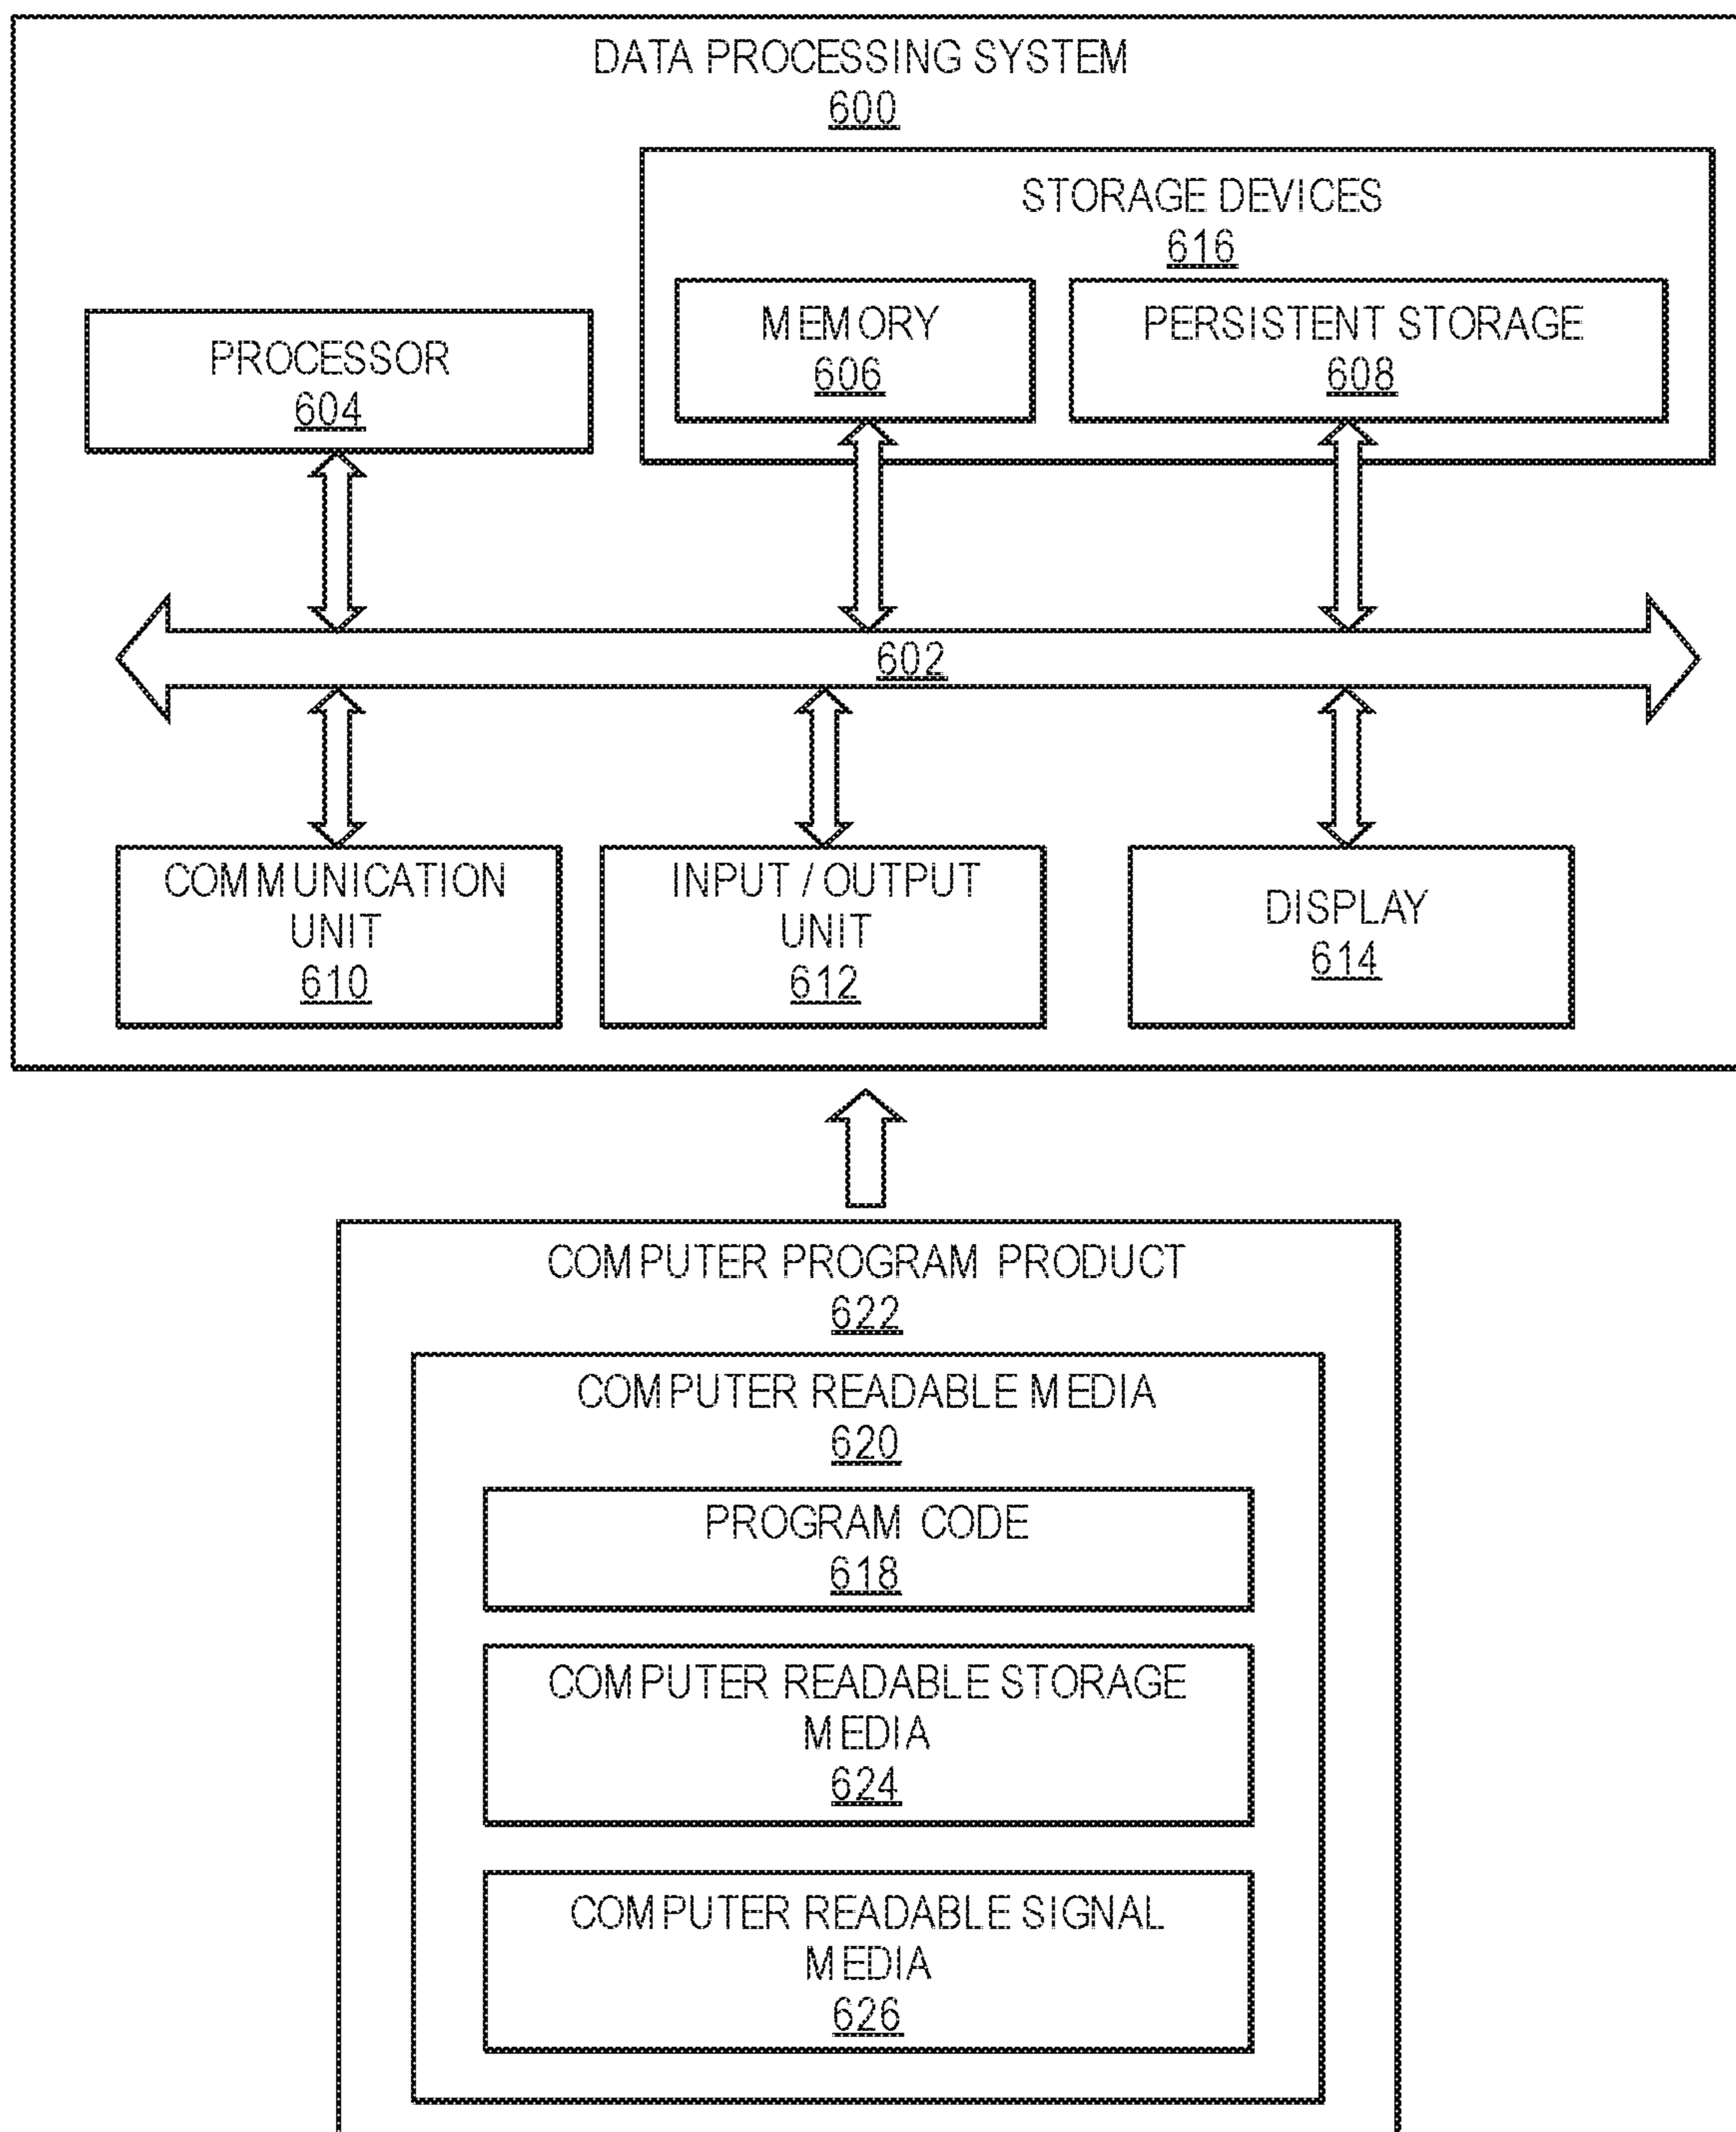 DATA PROCESSING SYSTEM
600
STORAGE DEVICES
616
MEMORY
606
PERSISTENT STORAGE
608
PROCESSOR
604
602
COMMUNICATION
UNIT
610
INPUT / OUTPUT
UNIT
612
DISPLAY
614
COMPUTER PROGRAM PRODUCT
622
COMPUTER READABLE MEDIA
620
PROGRAM CODE
618
COMPUTER READABLE STORAGE
MEDIA
624
COMPUTER READABLE SIGNAL
MEDIA
626